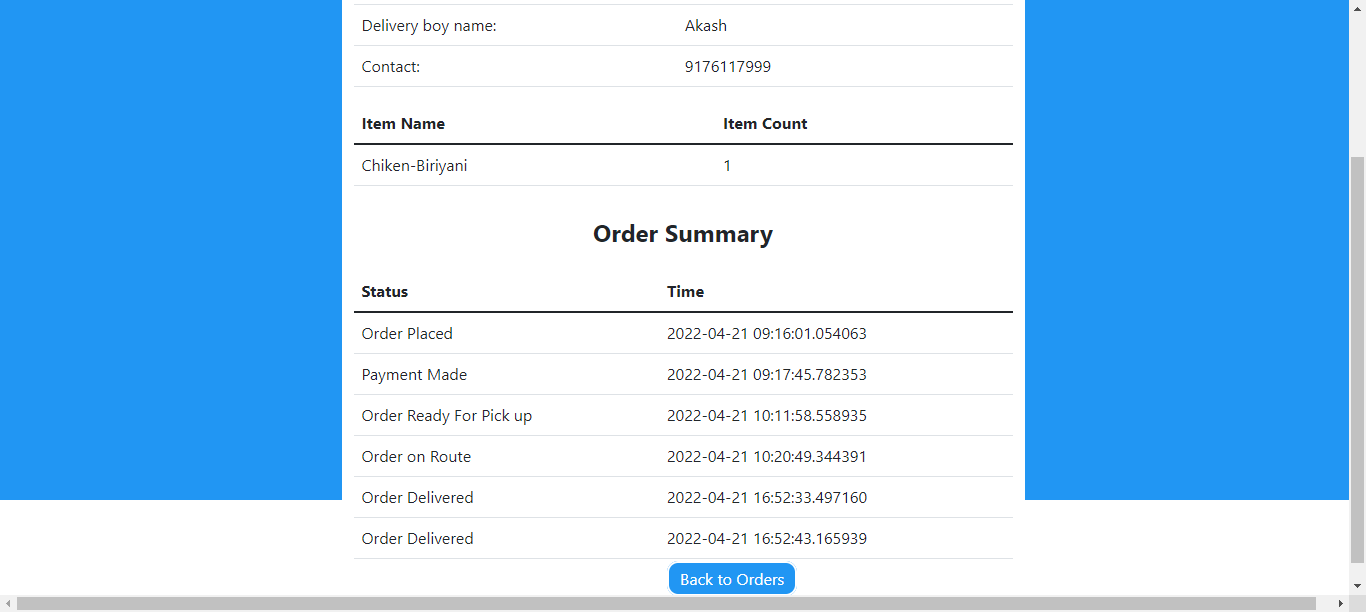 Delivery boy name: Akash
Contact: 9176117999
Item Name Item Count
Chiken-Biriyani 1
Order Summary
Status Time
Order Placed 2022-04-21 09:16:01.054063
Payment Made 2022-04-21 09:17:45.782353
Order Ready For Pick up 2022-04-21 10:11:58.558935
Order on Route 2022-04-21 10:20:49.344391
Order Delivered 2022-04-21 16:52:33.497160
Order Delivered 2022-04-21 16:52:43.165939
Back to Orders